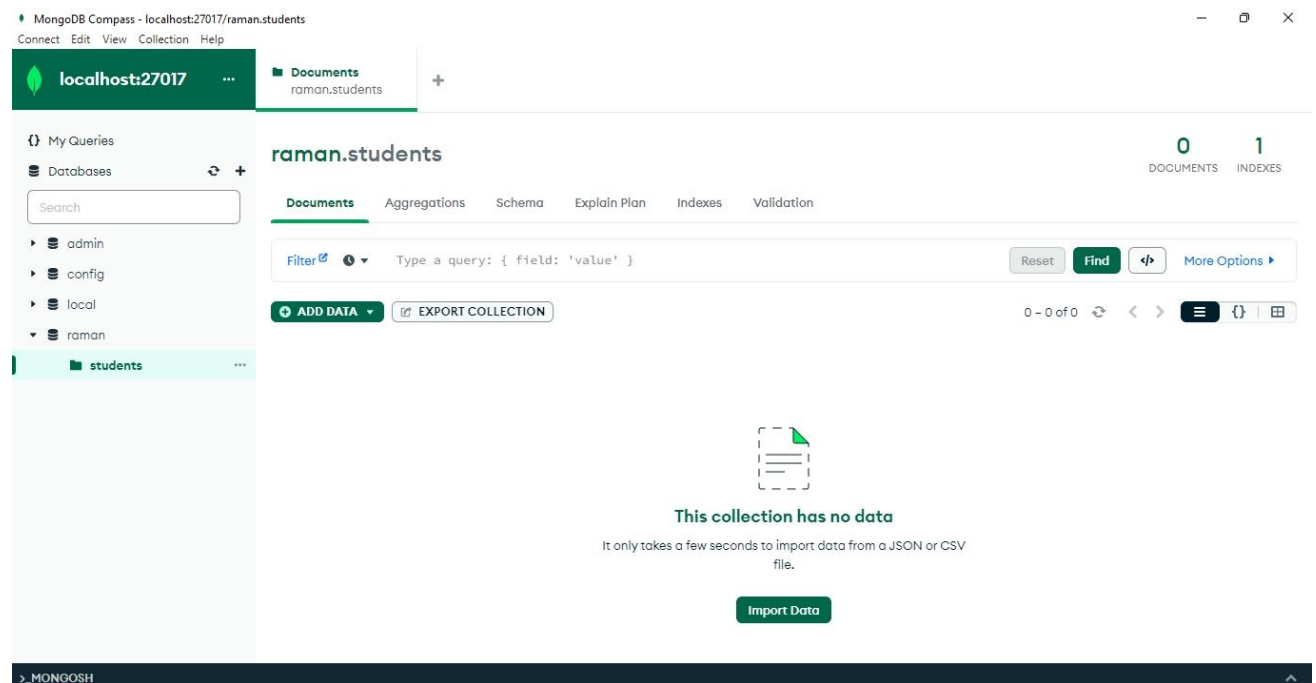 MongoDB Compass - localhost:27017/raman.students
Connect Edit View Collection Help
localhost:27017 ...
Documents
raman.students
+
{} My Queries
Databases
Search
admin
config
local
raman
students ...
raman.students
0
DOCUMENTS
1
INDEXES
Documents Aggregations Schema Explain Plan Indexes Validation
Filter Type a query: { field: 'value' } Reset Find </> More Options
ADD DATA EXPORT COLLECTION 0 – 0 of 0 {}
This collection has no data
It only takes a few seconds to import data from a JSON or CSV
file.
Import Data
>_MONGOSH